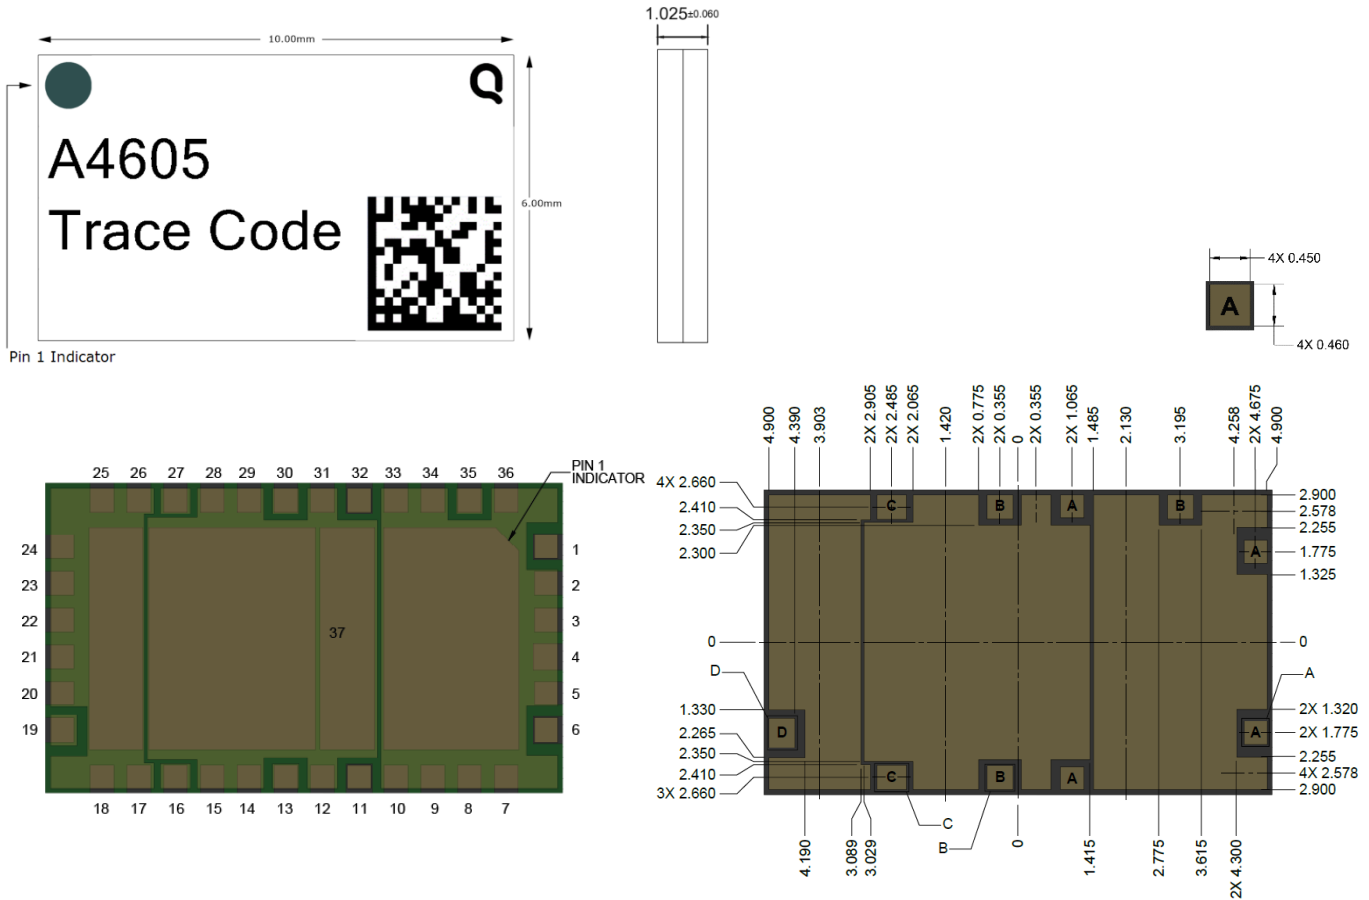 10.00mm
1.025±0.060
A4605
Trace Code
6.00mm
Pin 1 Indicator
4X 0.450
A
4X 0.460
25 26 27 28 29 30 31 32 33 34 35 36
PIN 1
INDICATOR
24 1
23 2
22 3
21 4
20 5
19 6
37
18 17 16 15 14 13 12 11 10 9 8 7
4.900 4.390 3.903 2X 2.905 2X 2.485 2X 2.065 1.420 2X 0.775 2X 0.355 0 2X 0.355 2X 1.065 1.485 2.130 3.195 4.258 2X 4.675 4.900
4X 2.660
2.410
2.350
2.300
0
D
1.330
2.265
2.350
2.410
3X 2.660
C B A B
A
D A
C B A
2.900
2.578
2.255
1.775
1.325
0
A
2X 1.320
2X 1.775
2.255
4X 2.578
2.900
C
B
4.190 3.089 3.029 0 1.415 2.775 3.615 2X 4.300